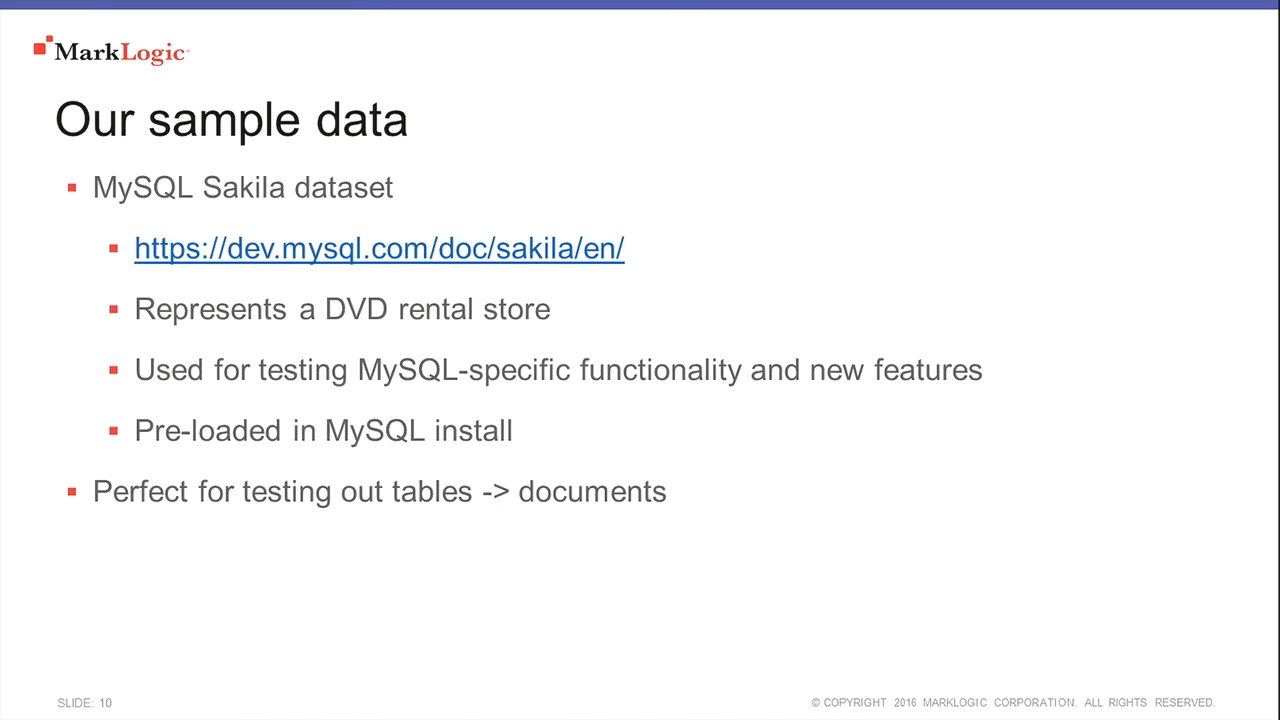 MarkLogic
Our sample data
MySQL Sakila dataset
https://dev.mysql.com/doc/sakila/en/
Represents a DVD rental store
Used for testing MySQL-specific functionality and new features
Pre-loaded in MySQL install
Perfect for testing out tables -> documents
SLIDE: 10
© COPYRIGHT 2016 MARKLOGIC CORPORATION. ALL RIGHTS RESERVED.